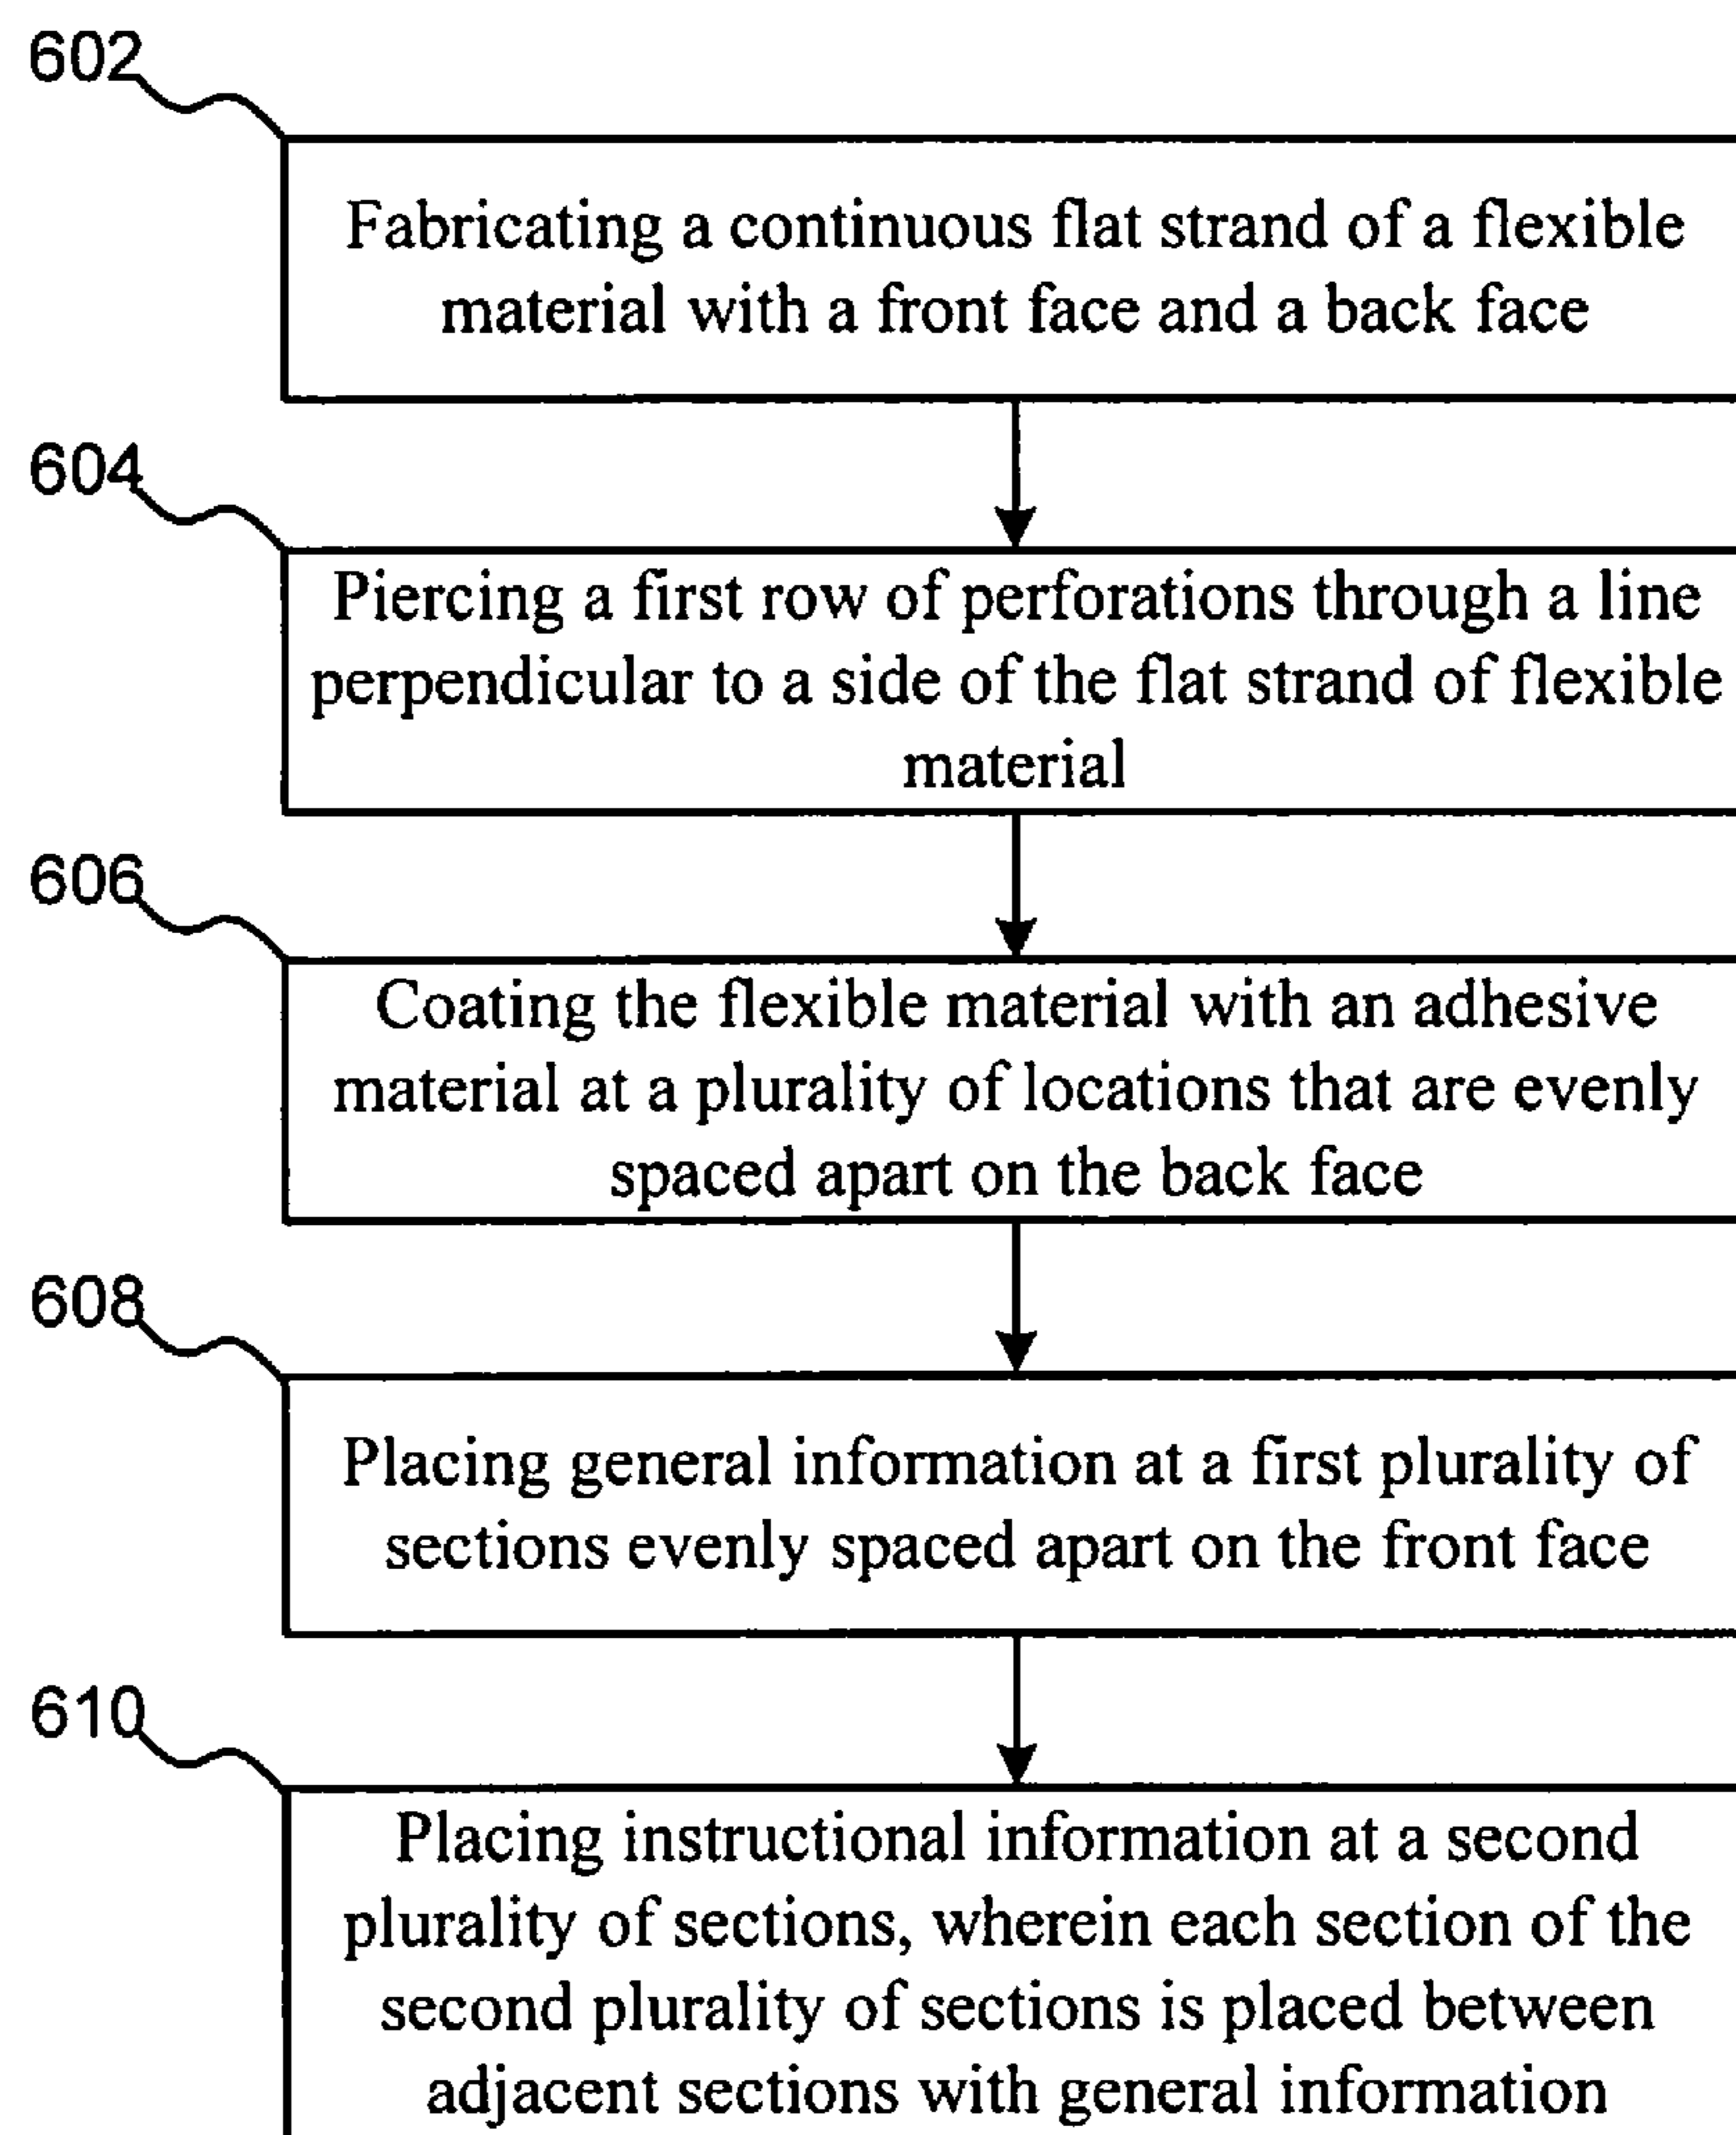 602
Fabricating a continuous flat strand of a flexible
material with a front face and a back face
604
Piercing a first row of perforations through a line
perpendicular to a side of the flat strand of flexible
material
606
Coating the flexible material with an adhesive
material at a plurality of locations that are evenly
spaced apart on the back face
608
Placing general information at a first plurality of
sections evenly spaced apart on the front face
610
Placing instructional information at a second
plurality of sections, wherein each section of the
second plurality of sections is placed between
adjacent sections with general information